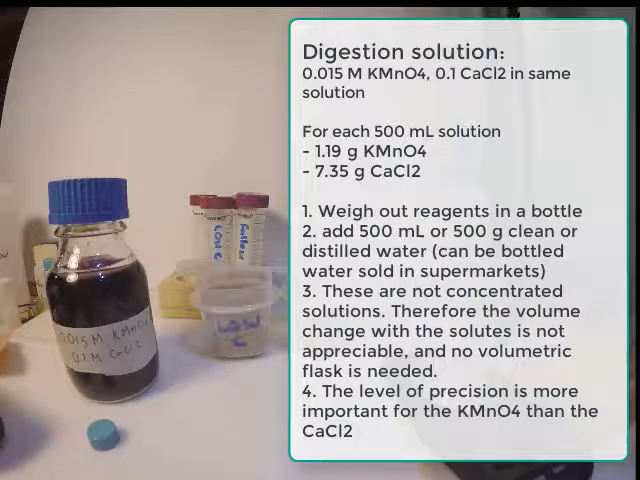 Digestion solution:
0.015 M KMnO4, 0.1 CaCl2 in same
solution
For each 500 mL solution
- 1.19 g KMnO4
- 7.35 g CaCl2
1. Weigh out reagents in a bottle
2. add 500 mL or 500 g clean or
distilled water (can be bottled
water sold in supermarkets)
3. These are not concentrated
solutions. Therefore the volume
change with the solutes is not
appreciable, and no volumetric
flask is needed.
4. The level of precision is more
important for the KMnO4 than the
CaCl2
0.015 M KMnO4
0.1 M CaCl2